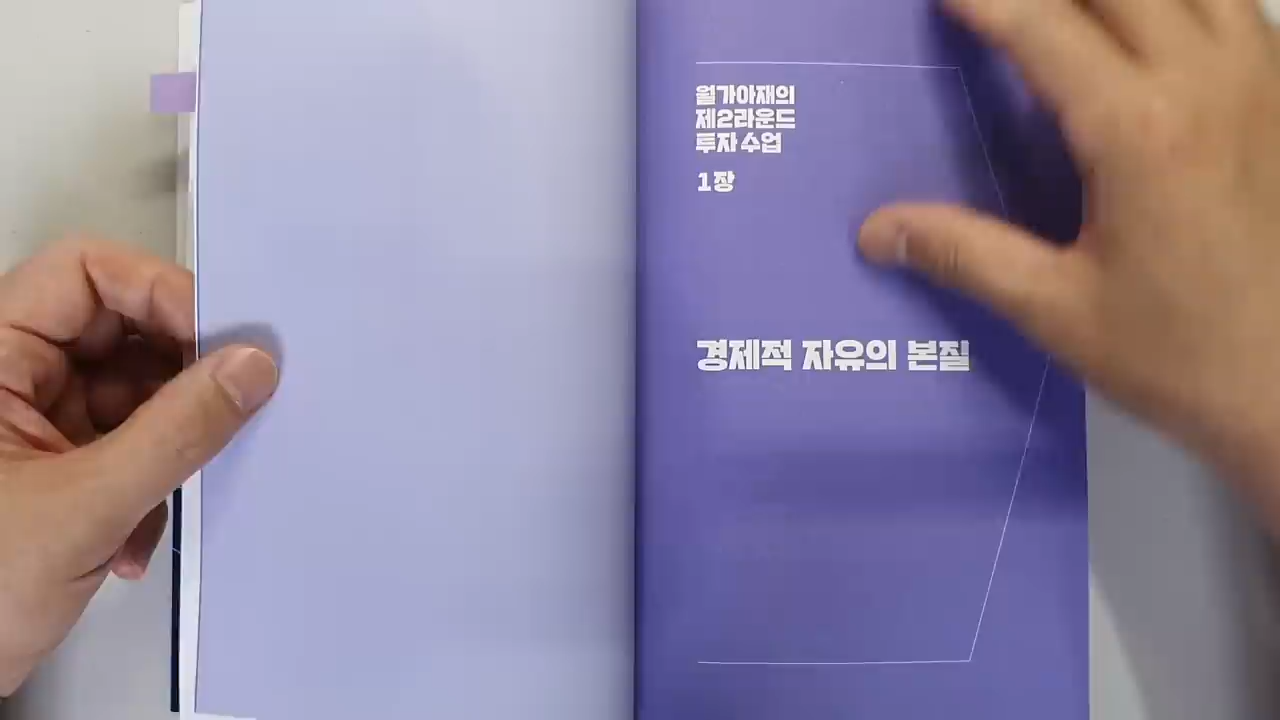 월가아재의
제2라운드
투자 수업
1장
경제적 자유의 본질